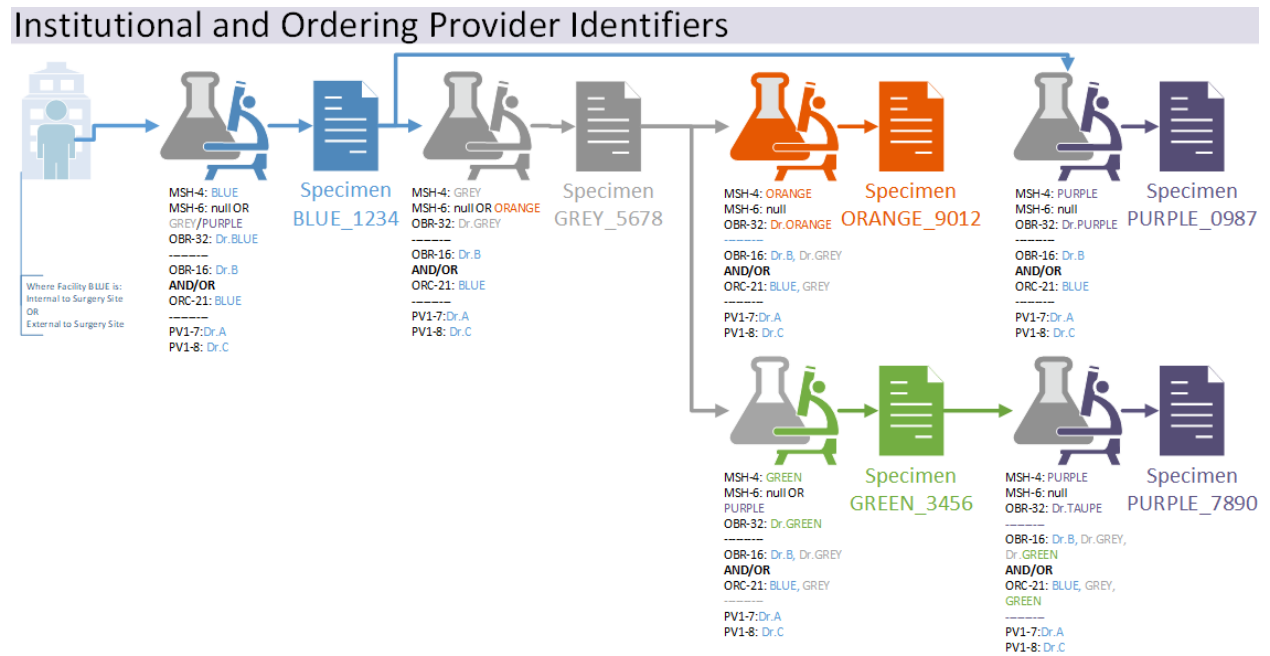 Institutional and Ordering Provider Identifiers
Where Facility BLUE is:
Internal to Surgery Site
OR
External to Surgery Site
MSH-4: BLUE
MSH-6: null OR
GREY/PURPLE
OBR-32: Dr.BLUE
----------
OBR-16: Dr.B
AND/OR
ORC-21: BLUE
----------
PV1-7:Dr.A
PV1-8: Dr.C
Specimen
BLUE_1234
MSH-4: GREY
MSH-6: null OR ORANGE
OBR-32: Dr.GREY
----------
OBR-16: Dr.B
AND/OR
ORC-21: BLUE
----------
PV1-7:Dr.A
PV1-8: Dr.C
Specimen
GREY_5678
MSH-4: ORANGE
MSH-6: null
OBR-32: Dr.ORANGE
----------
OBR-16: Dr.B, Dr.GREY
AND/OR
ORC-21: BLUE, GREY
----------
PV1-7:Dr.A
PV1-8: Dr.C
Specimen
ORANGE_9012
MSH-4: PURPLE
MSH-6: null
OBR-32: Dr.PURPLE
----------
OBR-16: Dr.B
AND/OR
ORC-21: BLUE
----------
PV1-7:Dr.A
PV1-8: Dr.C
Specimen
PURPLE_0987
MSH-4: GREEN
MSH-6: null OR
PURPLE
OBR-32: Dr.GREEN
----------
OBR-16: Dr.B, Dr.GREY
AND/OR
ORC-21: BLUE, GREY
----------
PV1-7:Dr.A
PV1-8: Dr.C
Specimen
GREEN_3456
MSH-4: PURPLE
MSH-6: null
OBR-32: Dr.TAUPE
----------
OBR-16: Dr.B, Dr.GREY,
Dr.GREEN
AND/OR
ORC-21: BLUE, GREY,
GREEN
----------
PV1-7:Dr.A
PV1-8: Dr.C
Specimen
PURPLE_7890